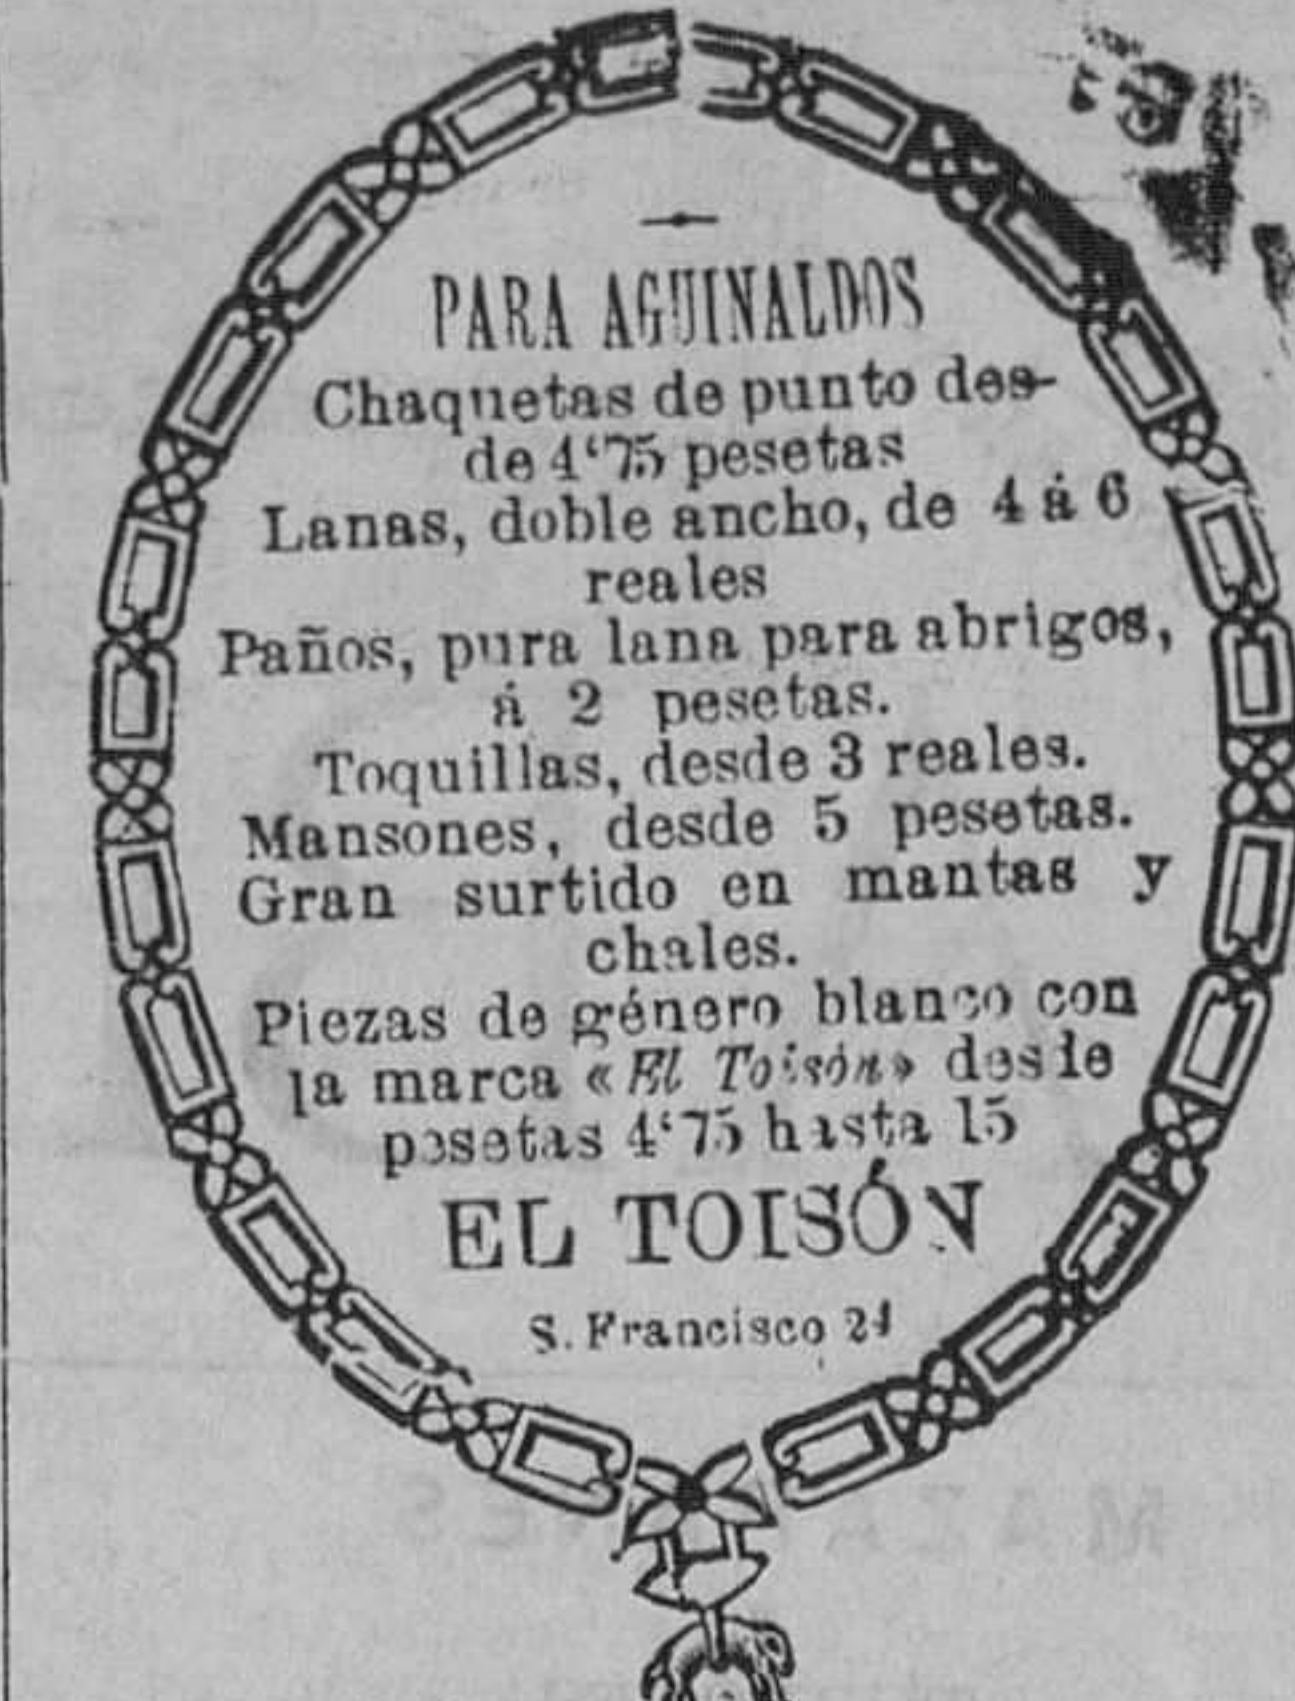 PARA AGUINALDOS
Chaquetas de punto des-
de 4‘75 pesetas
Lanas, doble ancho, de 4 á 6
reales
Paños, pura lana para abrigos,
á 2 pesetas.
Toquillas, desde 3 reales.
Mansones, desde 5 pesetas.
Gran surtido en mantas y
chales.
Piezas de género blanco con
la marca «El Toisón» desde
pesetas 4‘75 hasta 15
EL TOISÓN
S. Francisco